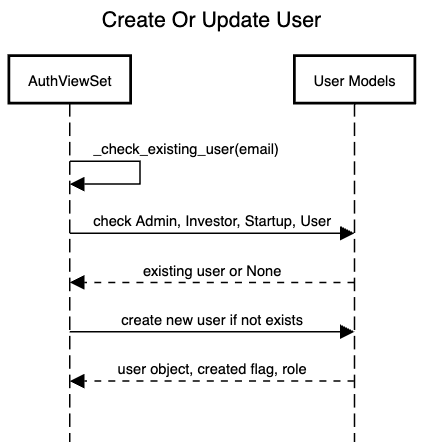 Create Or Update User
AuthViewSet
User Models
_check_existing_user(email)
check Admin, Investor, Startup, User
existing user or None
create new user if not exists
user object, created flag, role